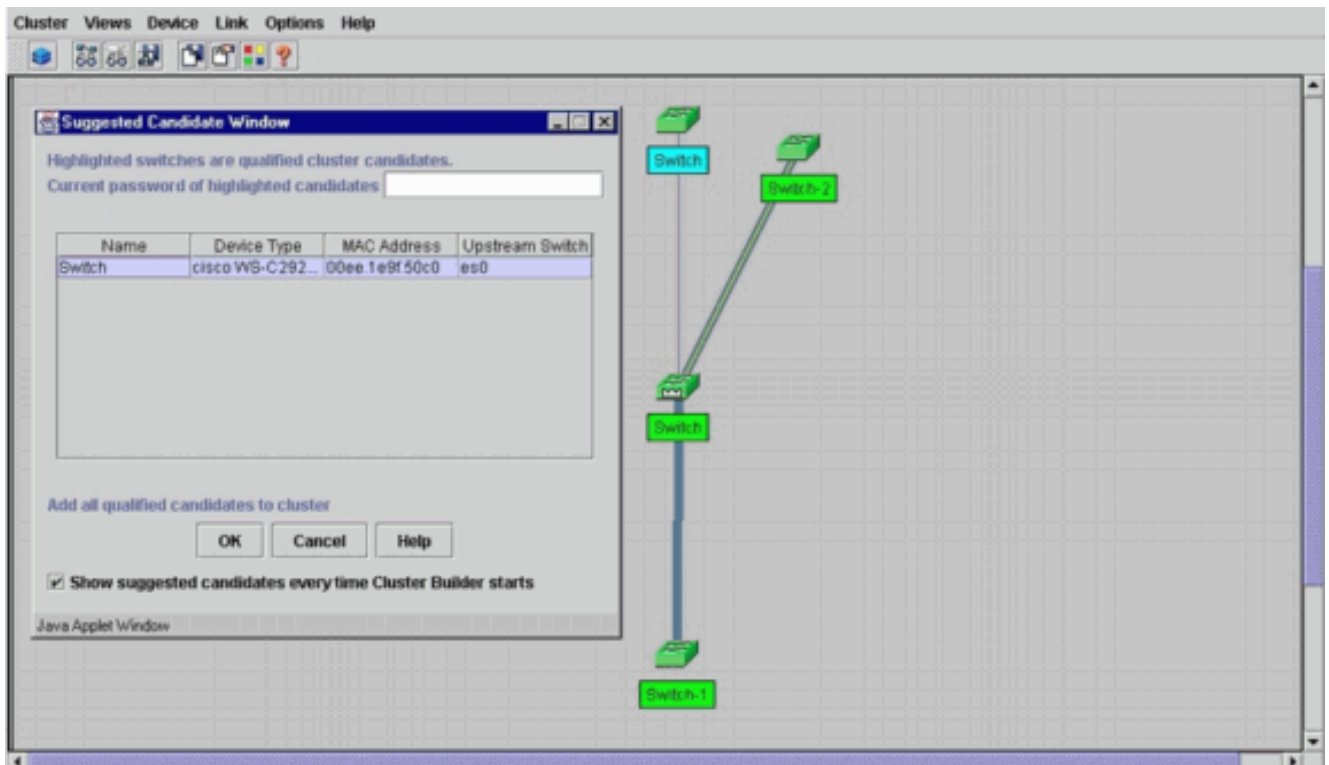 Cluster Views Device Link Options Help
Suggested Candidate Window
Highlighted switches are qualified cluster candidates.
Current password of highlighted candidates
Name Device Type MAC Address Upstream Switch
Switch cisco WS-C292... 00ee.1e9f.50c0 es0
Add all qualified candidates to cluster
OK Cancel Help
Show suggested candidates every time Cluster Builder starts
Java Applet Window
Switch
Switch-2
Switch
Switch-1